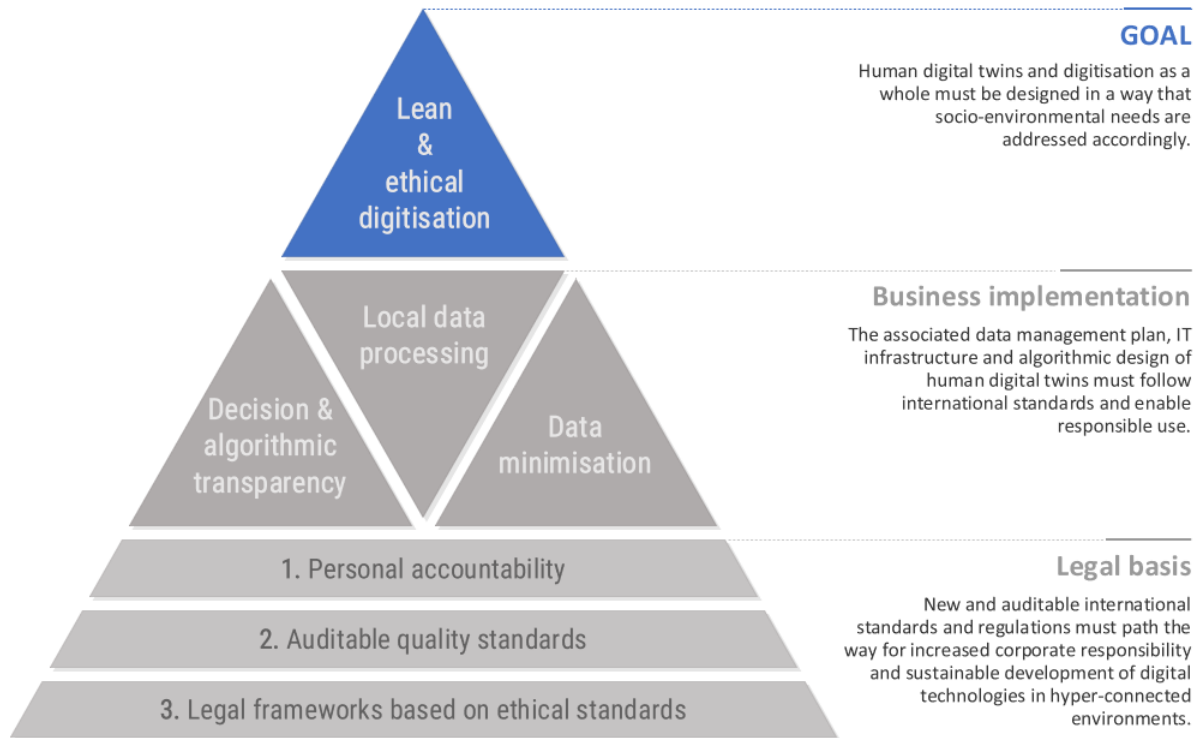 Lean
&
ethical
digitisation
GOAL
Human digital twins and digitisation as a
whole must be designed in a way that
socio-environmental needs are
addressed accordingly.
Local data
processing
Decision &
algorithmic
transparency
Data
minimisation
Business implementation
The associated data management plan, IT
infrastructure and algorithmic design of
human digital twins must follow
international standards and enable
responsible use.
1. Personal accountability
2. Auditable quality standards
3. Legal frameworks based on ethical standards
Legal basis
New and auditable international
standards and regulations must path the
way for increased corporate responsibility
and sustainable development of digital
technologies in hyper-connected
environments.